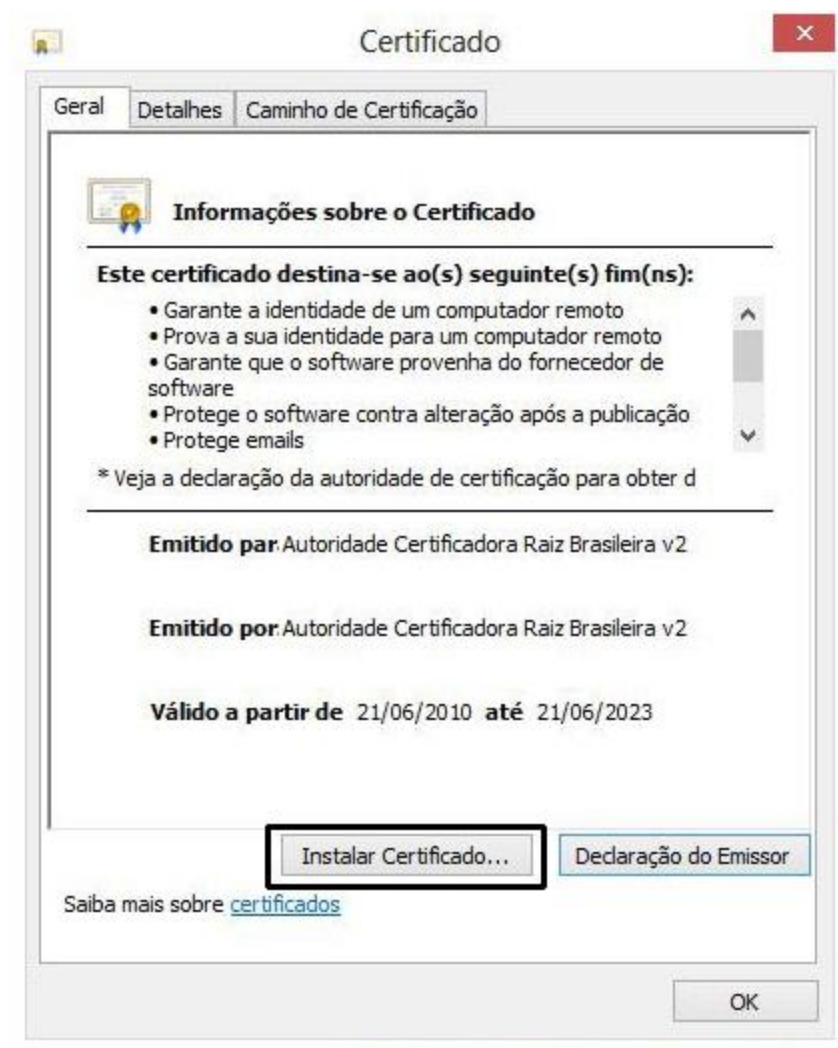 Certificado
Geral Detalhes Caminho de Certificação
Informações sobre o Certificado
Este certificado destina-se ao(s) seguinte(s) fim(ns):
• Garante a identidade de um computador remoto
• Prova a sua identidade para um computador remoto
• Garante que o software provenha do fornecedor de
software
• Protege o software contra alteração após a publicação
• Protege emails
* Veja a declaração da autoridade de certificação para obter d
Emitido par Autoridade Certificadora Raiz Brasileira v2
Emitido por Autoridade Certificadora Raiz Brasileira v2
Válido a partir de 21/06/2010 até 21/06/2023
Instalar Certificado... Declaração do Emissor
Saiba mais sobre certificados
OK